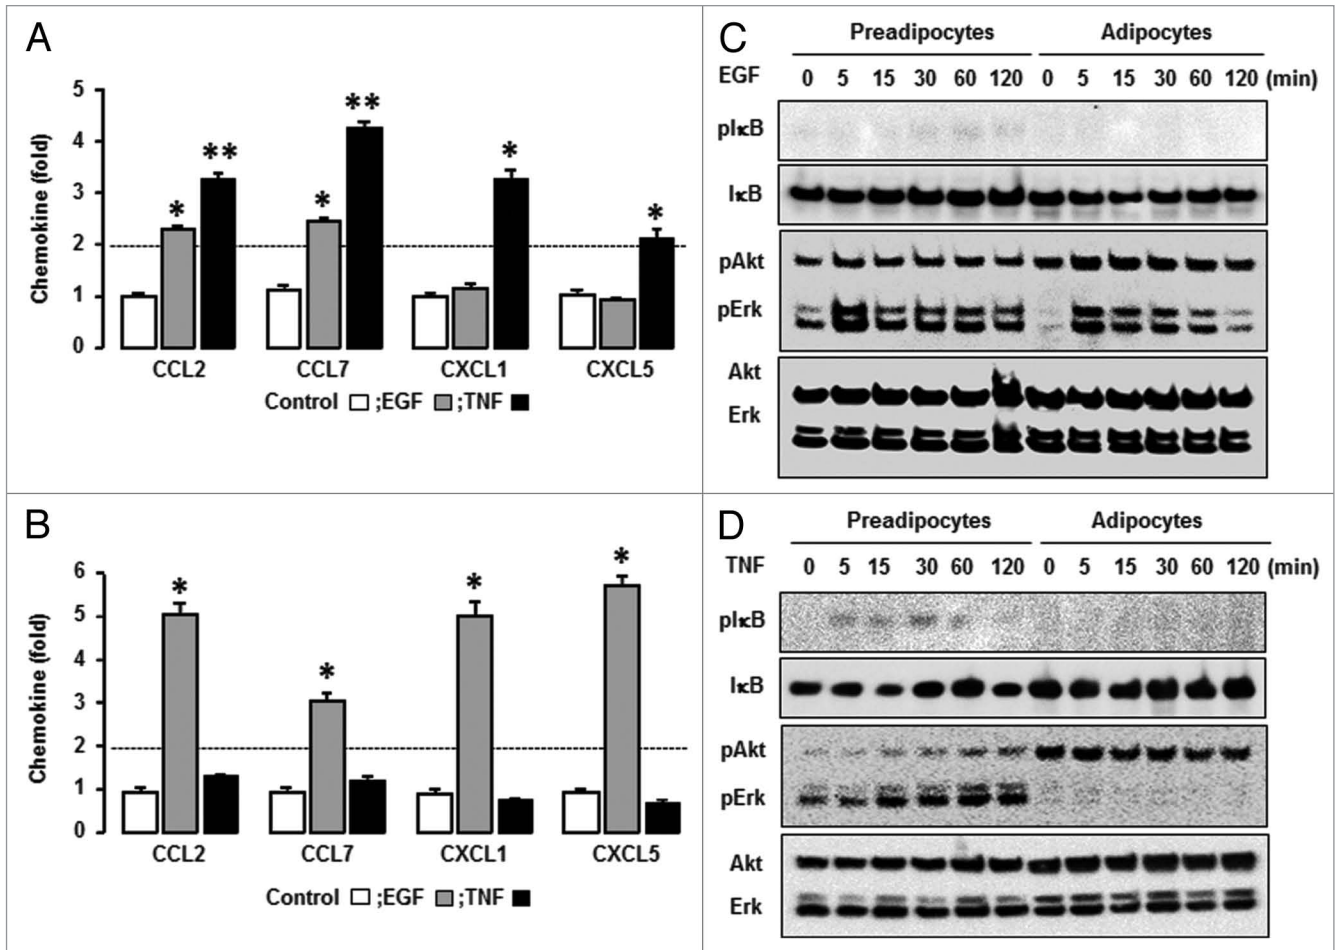 A
Chemokine (fold)
5
4
3
2
1
0
** ** * *
* *
CCL2 CCL7 CXCL1 CXCL5
Control ;EGF ;TNF
B
Chemokine (fold)
6
5
4
3
2
1
0
* * * *
CCL2 CCL7 CXCL1 CXCL5
Control ;EGF ;TNF
C
Preadipocytes Adipocytes
EGF 0 5 15 30 60 120 0 5 15 30 60 120 (min)
pIκB
IκB
pAkt
pErk
Akt
Erk
D
Preadipocytes Adipocytes
TNF 0 5 15 30 60 120 0 5 15 30 60 120 (min)
pIκB
IκB
pAkt
pErk
Akt
Erk